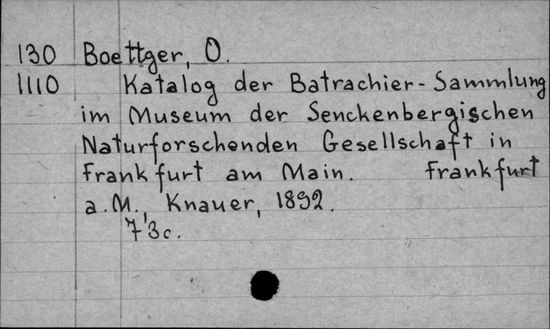 130 Boettger, O.
1110 Katalog der Batrachier-Sammlung
im Museum der Senckenbergischen
Naturforschenden Gesellschaft in
Frankfurt am Main. Frankfurt
a.M., Knauer, 1892.
73c.